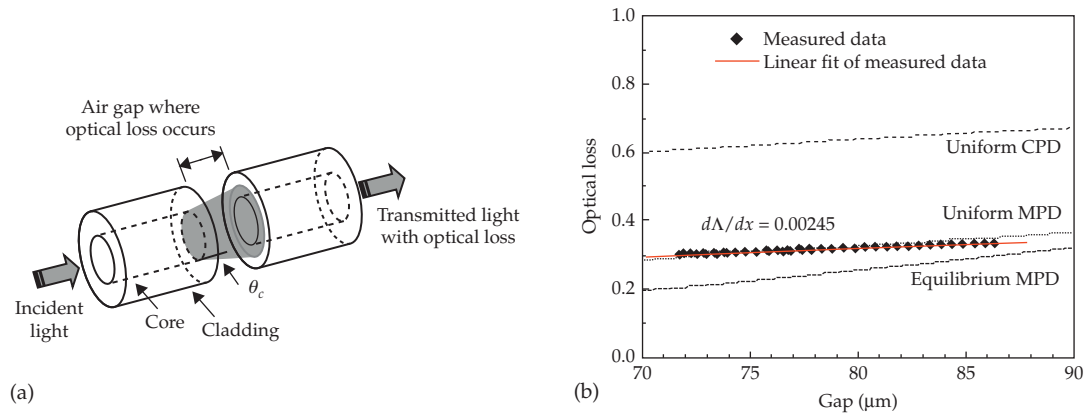 Air gap where
optical loss occurs
Transmitted light
with optical loss
θc
Incident
light
Core
Cladding
(a)
1.0
0.8
0.6
0.4
0.2
0.0
Optical loss
Measured data
Linear fit of measured data
Uniform CPD
Uniform MPD
dΛ/dx = 0.00245
Equilibrium MPD
70
75
80
85
90
Gap (μm)
(b)